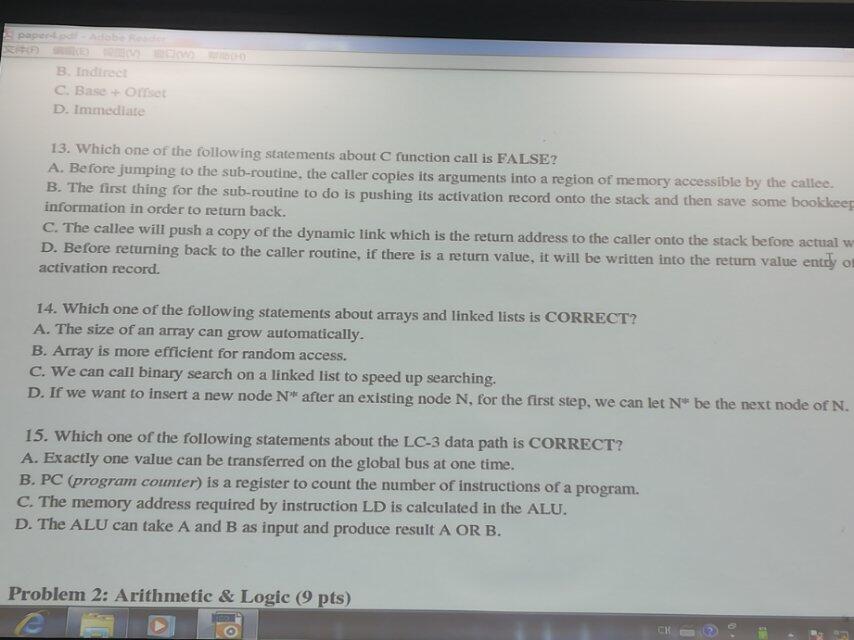 paper4.pdf - Adobe Reader
文件(F) 编辑(E) 视图(V) 窗口(W) 帮助(H)
B. Indirect
C. Base + Offset
D. Immediate
13. Which one of the following statements about C function call is FALSE?
A. Before jumping to the sub-routine, the caller copies its arguments into a region of memory accessible by the callee.
B. The first thing for the sub-routine to do is pushing its activation record onto the stack and then save some bookkeep
information in order to return back.
C. The callee will push a copy of the dynamic link which is the return address to the caller onto the stack before actual w
D. Before returning back to the caller routine, if there is a return value, it will be written into the return value entry of
activation record.
14. Which one of the following statements about arrays and linked lists is CORRECT?
A. The size of an array can grow automatically.
B. Array is more efficient for random access.
C. We can call binary search on a linked list to speed up searching.
D. If we want to insert a new node N* after an existing node N, for the first step, we can let N* be the next node of N.
15. Which one of the following statements about the LC-3 data path is CORRECT?
A. Exactly one value can be transferred on the global bus at one time.
B. PC (program counter) is a register to count the number of instructions of a program.
C. The memory address required by instruction LD is calculated in the ALU.
D. The ALU can take A and B as input and produce result A OR B.
Problem 2: Arithmetic & Logic (9 pts)
CK